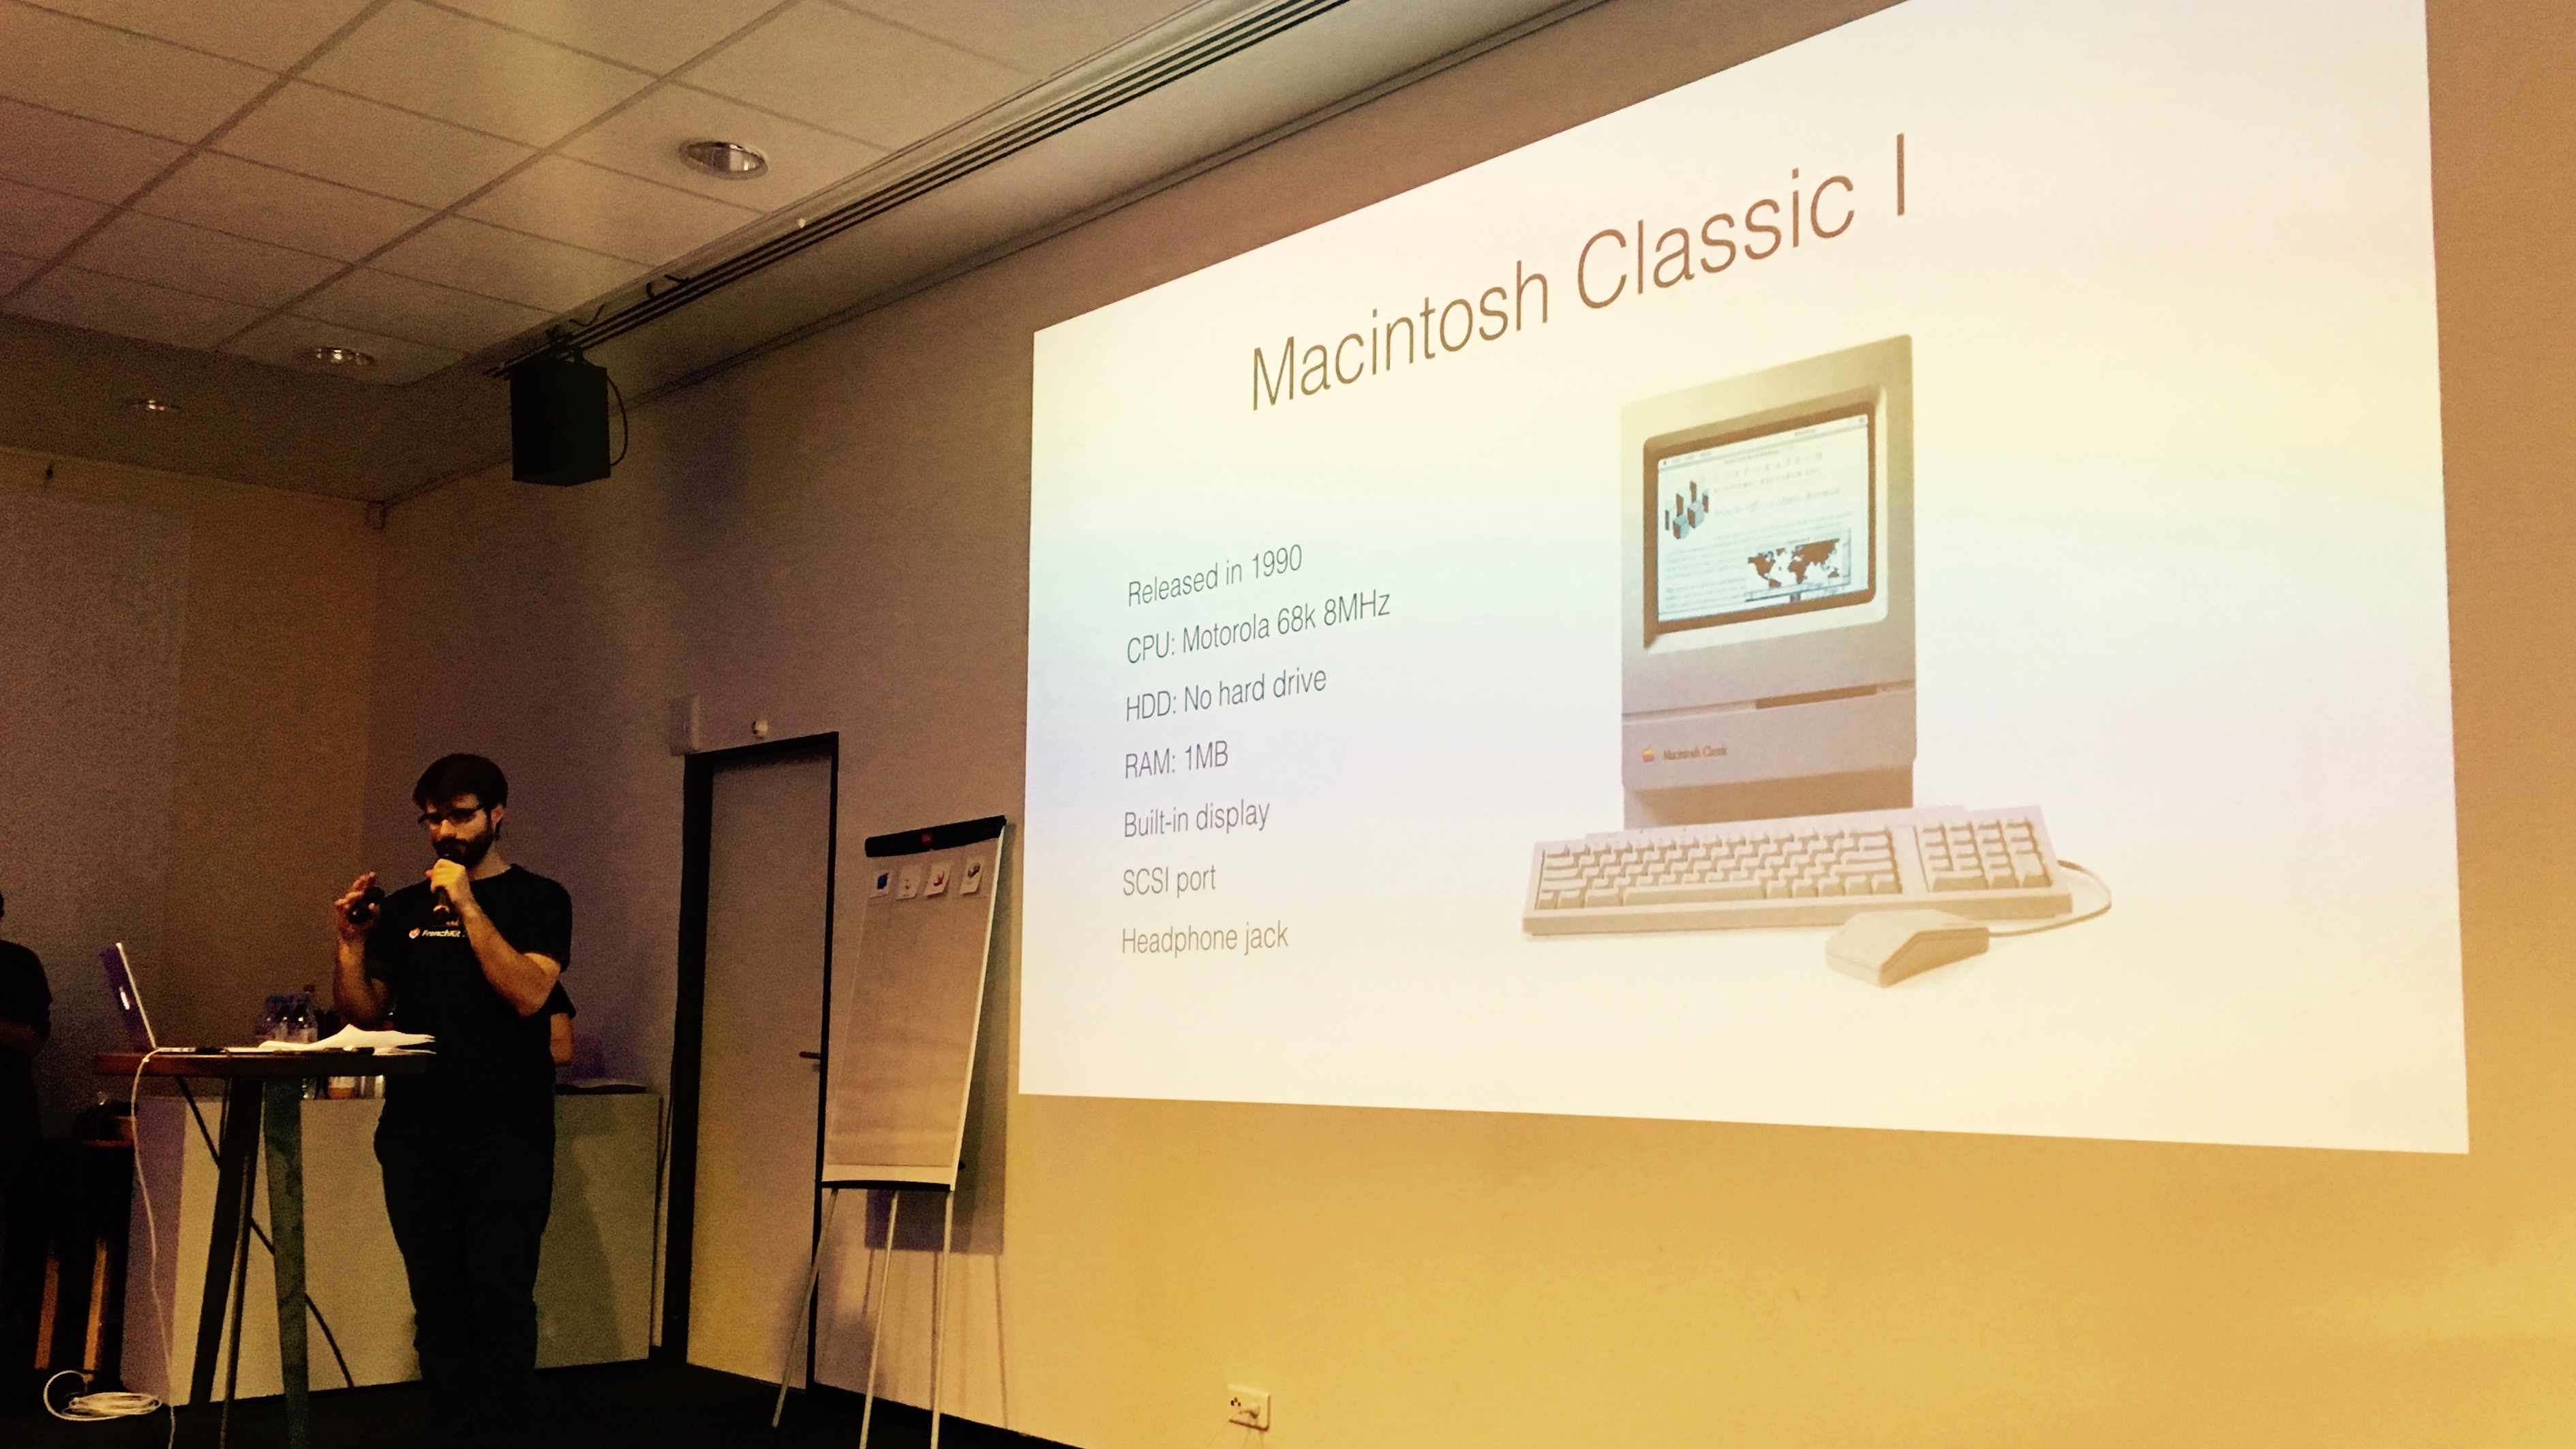 Macintosh Classic I
Released in 1990
CPU: Motorola 68k 8MHz
HDD: No hard drive
RAM: 1MB
Built-in display
SCSI port
Headphone jack
Macintosh Classic
FrenchKit